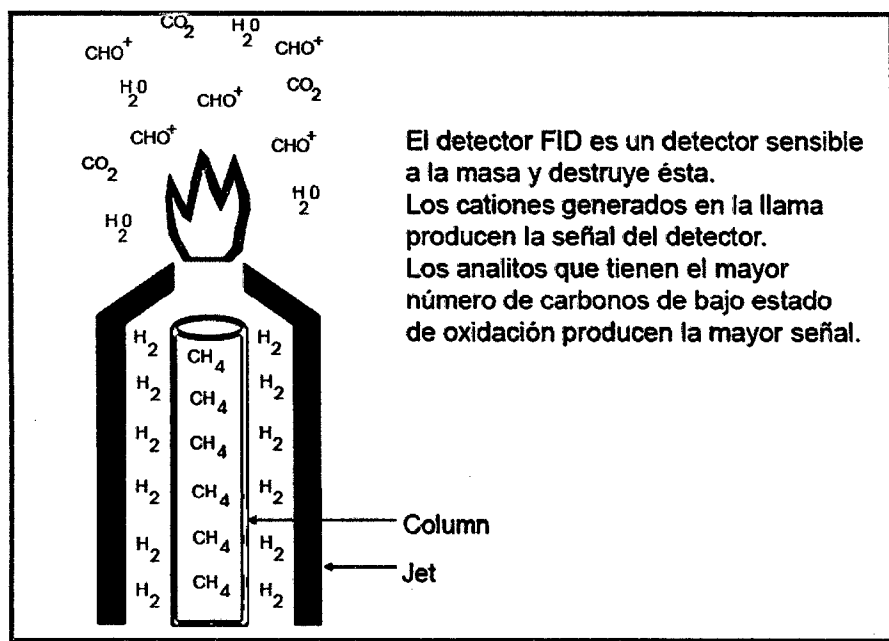 CO2 H2O
CHO+ CHO+
H2O CHO+ CO2
CHO+ CHO+
CO2
H2O H2O
El detector FID es un detector sensible
a la masa y destruye ésta.
Los cationes generados en la llama
producen la señal del detector.
Los analitos que tienen el mayor
número de carbonos de bajo estado
de oxidación producen la mayor señal.
H2 CH4 H2
H2 CH4 H2
H2 CH4 H2
H2 CH4 H2
H2 CH4 H2
H2 CH4 H2
Column
Jet